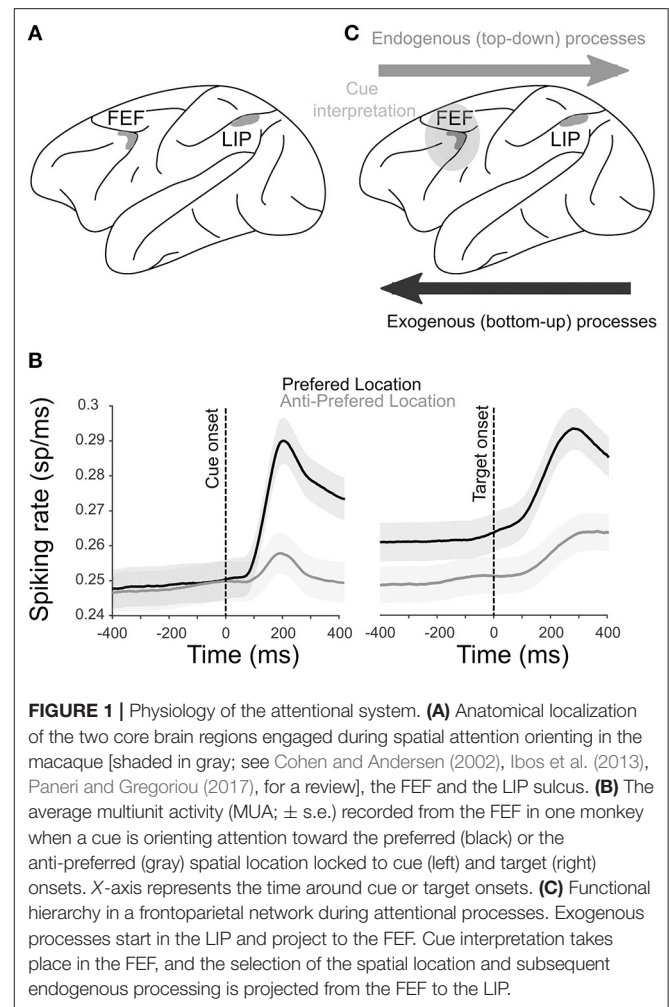 A
FEF
LIP
C
Endogenous (top-down) processes
Cue
interpretation
FEF
LIP
Exogenous (bottom-up) processes
B
Prefered Location
Anti-Prefered Location
Spiking rate (sp/ms)
0.3
0.29
0.28
0.27
0.26
0.25
0.24
Cue onset
-400 -200 0 200 400
Time (ms)
Target onset
-400 -200 0 200 400
Time (ms)
FIGURE 1 | Physiology of the attentional system. (A) Anatomical localization
of the two core brain regions engaged during spatial attention orienting in the
macaque [shaded in gray; see Cohen and Andersen (2002), Ibos et al. (2013),
Paneri and Gregoriou (2017), for a review], the FEF and the LIP sulcus. (B) The
average multiunit activity (MUA; ± s.e.) recorded from the FEF in one monkey
when a cue is orienting attention toward the preferred (black) or the
anti-preferred (gray) spatial location locked to cue (left) and target (right)
onsets. X-axis represents the time around cue or target onsets. (C) Functional
hierarchy in a frontoparietal network during attentional processes. Exogenous
processes start in the LIP and project to the FEF. Cue interpretation takes
place in the FEF, and the selection of the spatial location and subsequent
endogenous processing is projected from the FEF to the LIP.